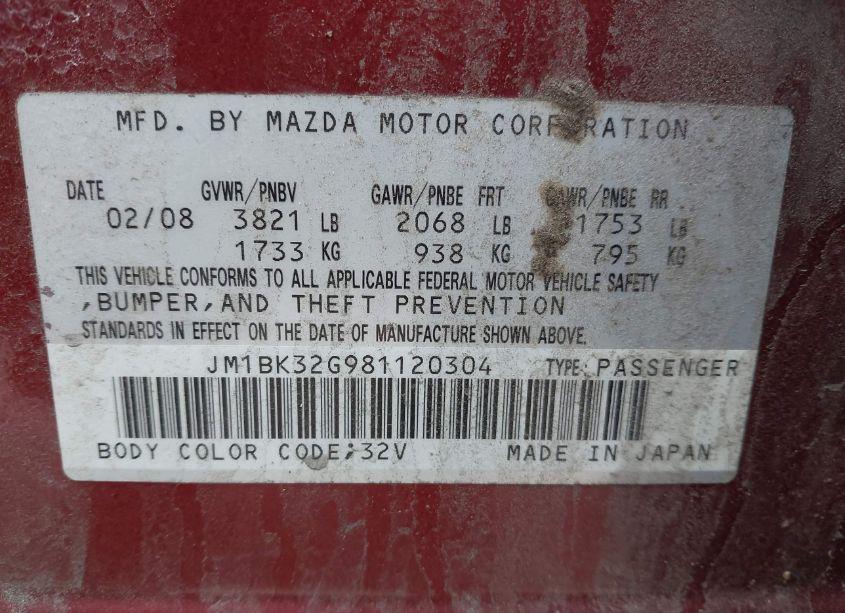 MFD. BY MAZDA MOTOR CORPORATION
DATE GVWR/PNBV GAWR/PNBE FRT GAWR/PNBE RR
02/08 3821 LB 2068 LB 1753 LB
1733 KG 938 KG 795 KG
THIS VEHICLE CONFORMS TO ALL APPLICABLE FEDERAL MOTOR VEHICLE SAFETY
,BUMPER,AND THEFT PREVENTION
STANDARDS IN EFFECT ON THE DATE OF MANUFACTURE SHOWN ABOVE.
JM1BK32G981120304 TYPE: PASSENGER
BODY COLOR CODE;32V MADE IN JAPAN